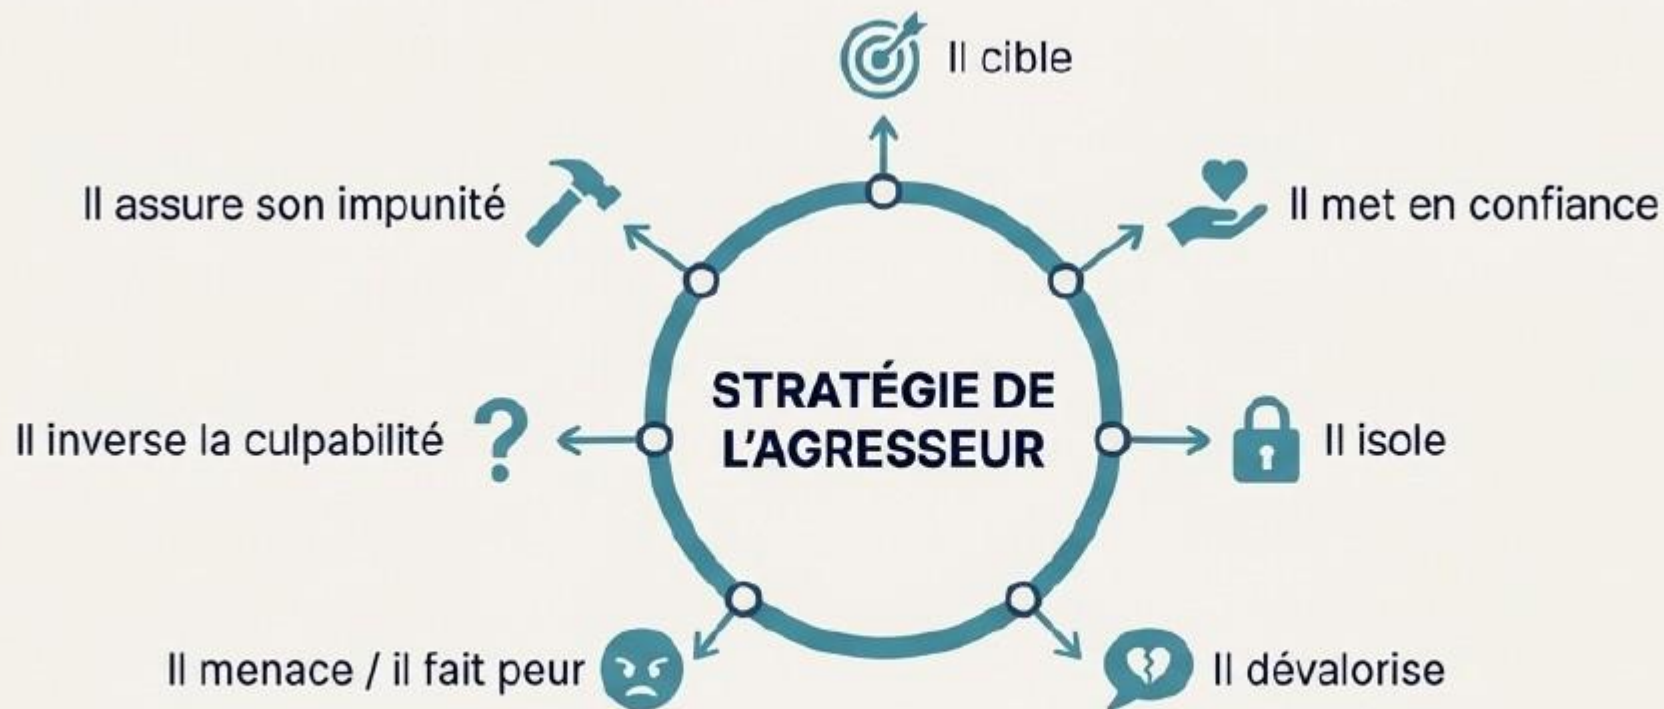 Il cible
Il met en confiance
Il isole
Il dévalorise
Il menace / il fait peur
Il inverse la culpabilité
Il assure son impunité
STRATÉGIE DE
L'AGRESSEUR